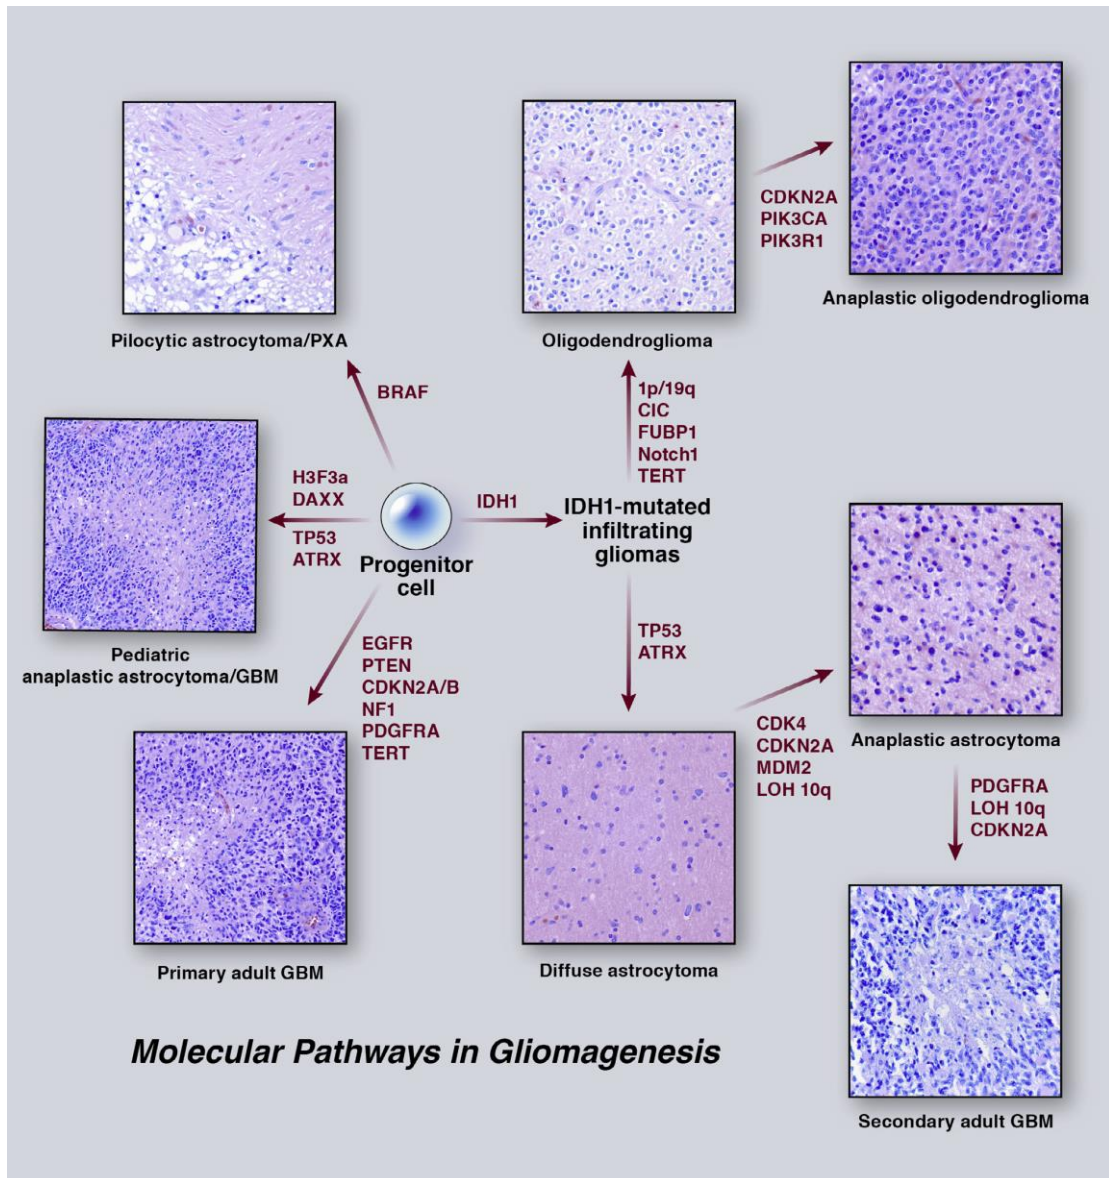 Pilocytic astrocytoma/PXA
Oligodendroglioma
CDKN2A
PIK3CA
PIK3R1
Anaplastic oligodendroglioma
BRAF
1p/19q
CIC
FUBP1
Notch1
TERT
H3F3a
DAXX
TP53
ATRX
Progenitor
cell
IDH1
IDH1-mutated
infiltrating
gliomas
Pediatric
anaplastic astrocytoma/GBM
EGFR
PTEN
CDKN2A/B
NF1
PDGFRA
TERT
TP53
ATRX
CDK4
CDKN2A
MDM2
LOH 10q
Anaplastic astrocytoma
PDGFRA
LOH 10q
CDKN2A
Primary adult GBM
Diffuse astrocytoma
Molecular Pathways in Gliomagenesis
Secondary adult GBM